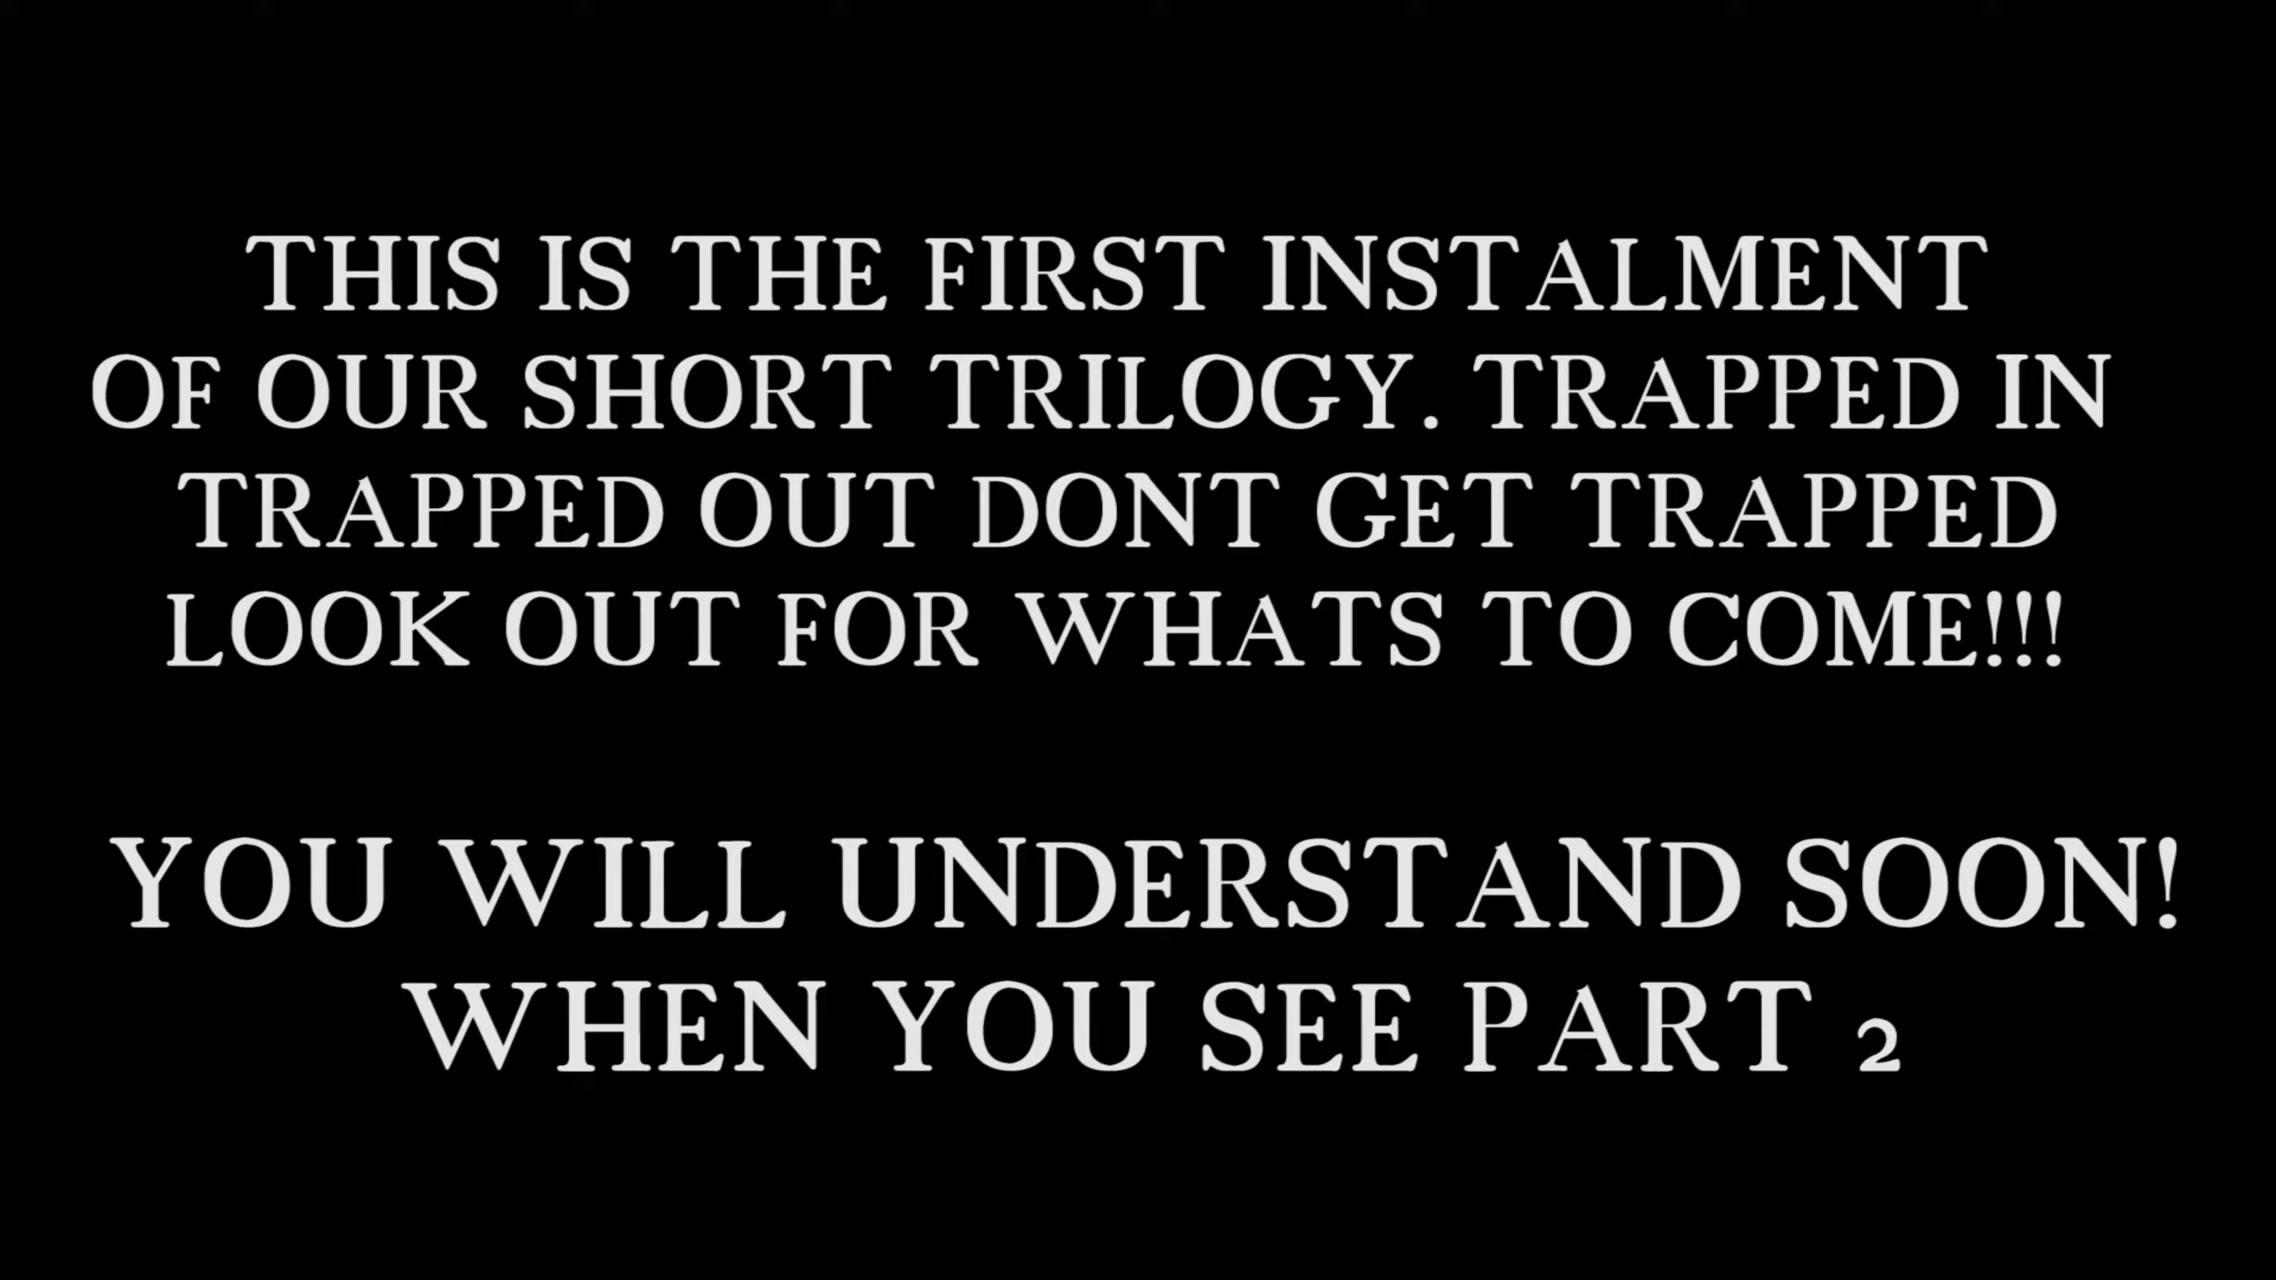 THIS IS THE FIRST INSTALMENT
OF OUR SHORT TRILOGY. TRAPPED IN
TRAPPED OUT DONT GET TRAPPED
LOOK OUT FOR WHATS TO COME!!!
YOU WILL UNDERSTAND SOON!
WHEN YOU SEE PART 2